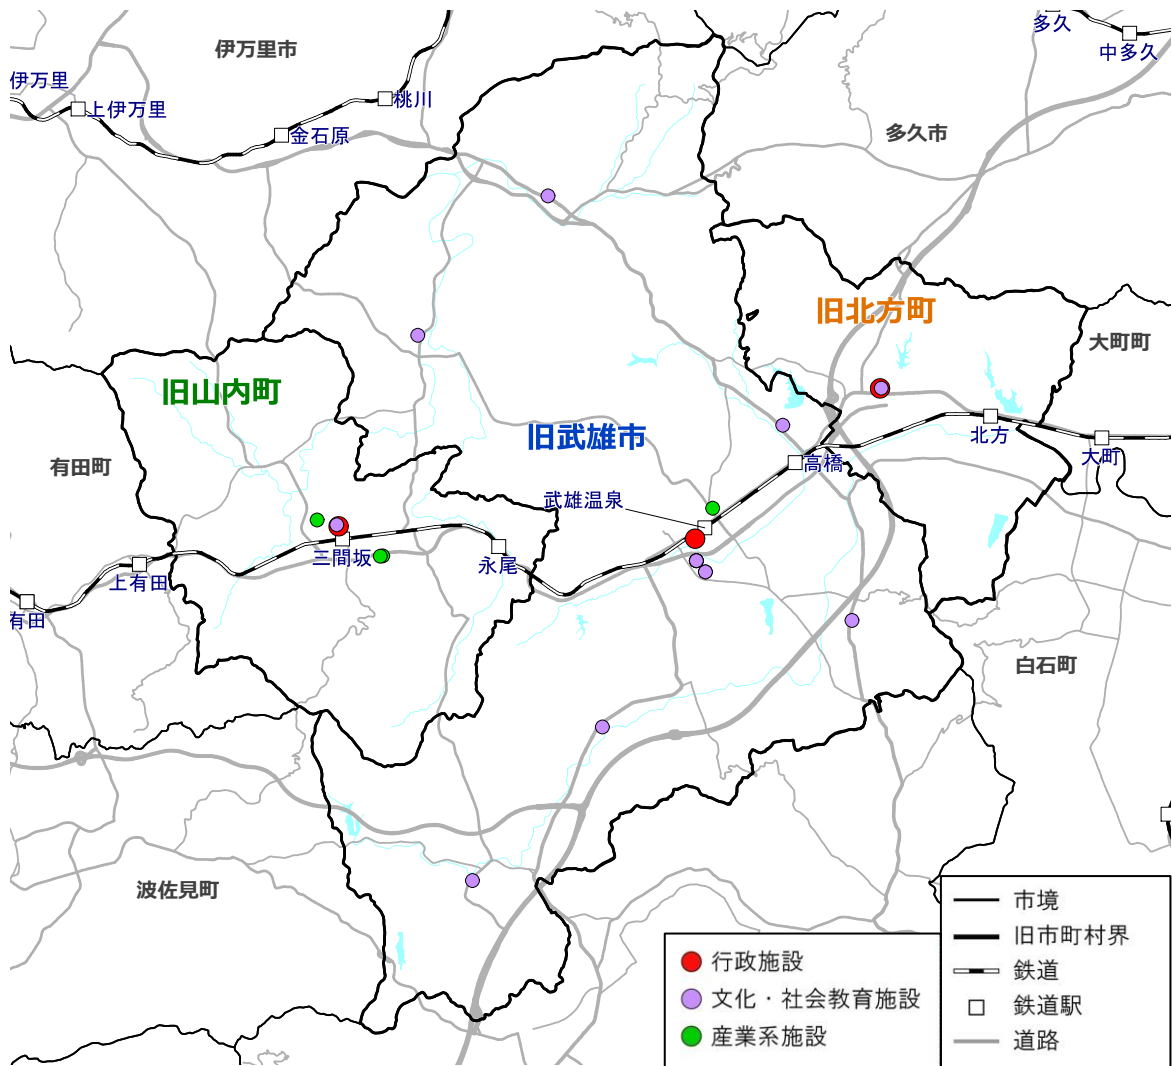 多久
中多久
伊万里市
伊万里
上伊万里
桃川
金石原
多久市
旧北方町
大町町
旧山内町
旧武雄市
北方
大町
有田町
高橋
武雄温泉
三間坂
永尾
上有田
有田
白石町
波佐見町
市境
旧市町村界
鉄道
鉄道駅
道路
行政施設
文化・社会教育施設
産業系施設